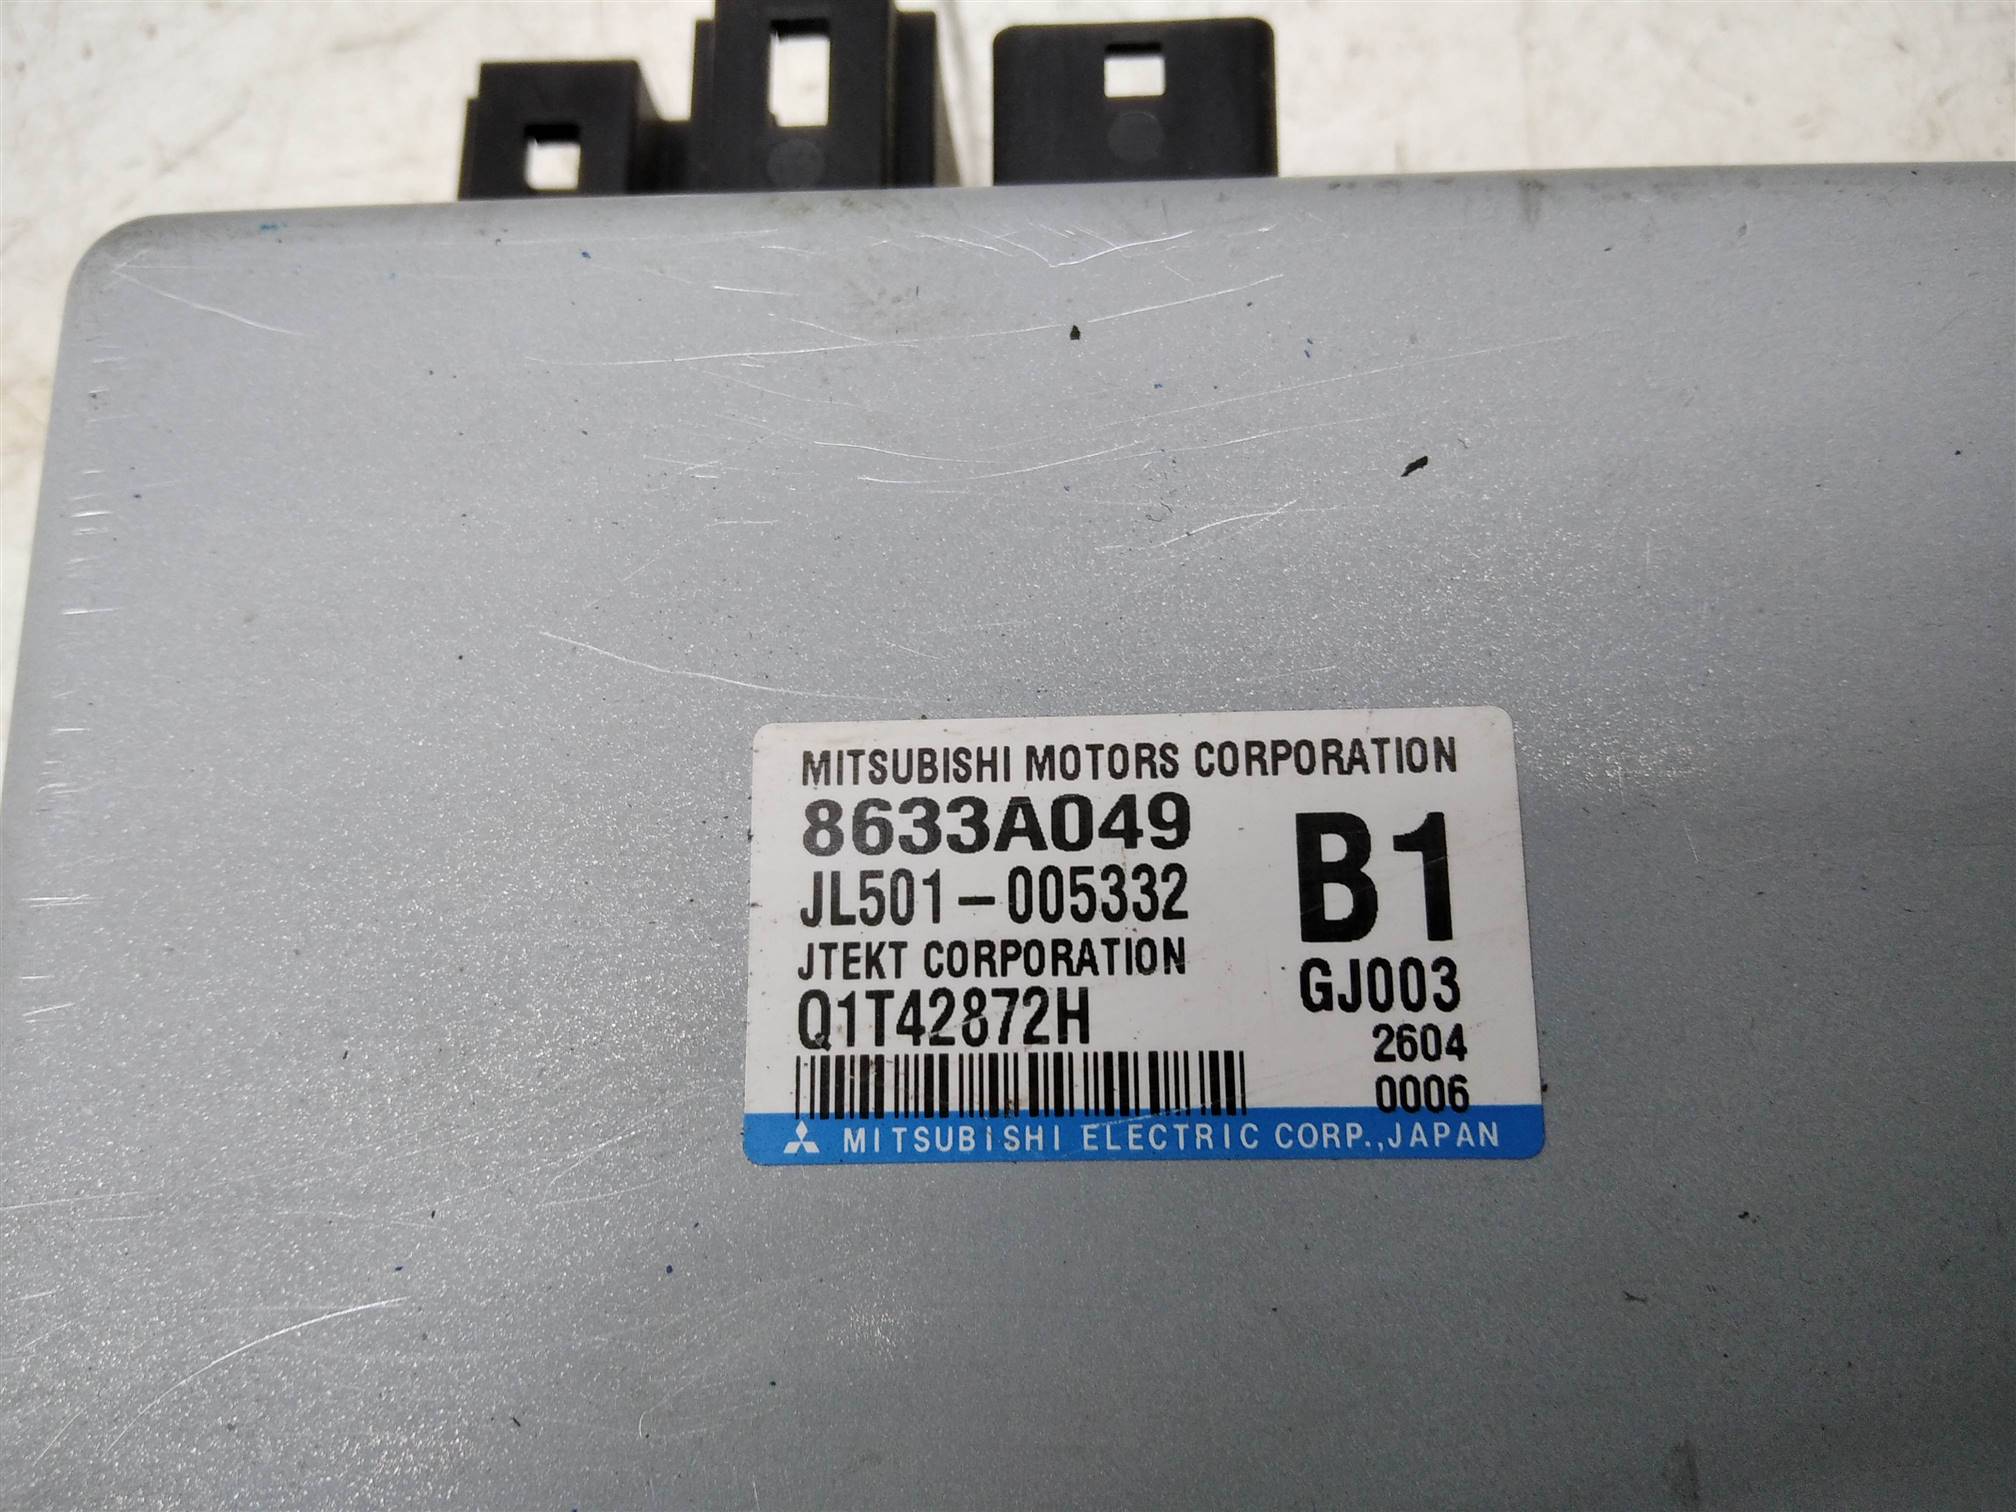 MITSUBISHI MOTORS CORPORATION
8633A049
JL501-005332
B1
JTEKT CORPORATION
Q1T42872H
GJ003
2604
0006
MITSUBISHI ELECTRIC CORP.,JAPAN